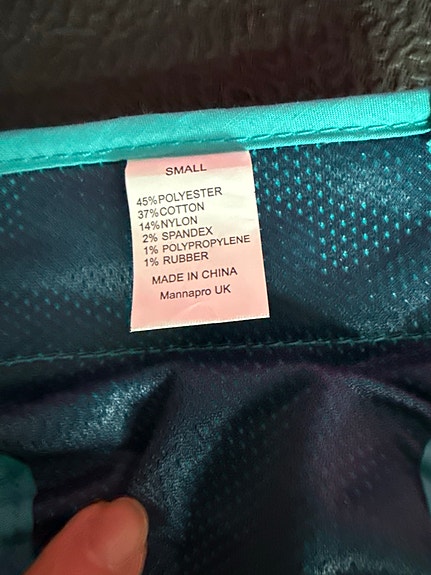 SMALL
45%POLYESTER
37%COTTON
14%NYLON
2% SPANDEX
1% POLYPROPYLENE
1% RUBBER
MADE IN CHINA
Mannapro UK